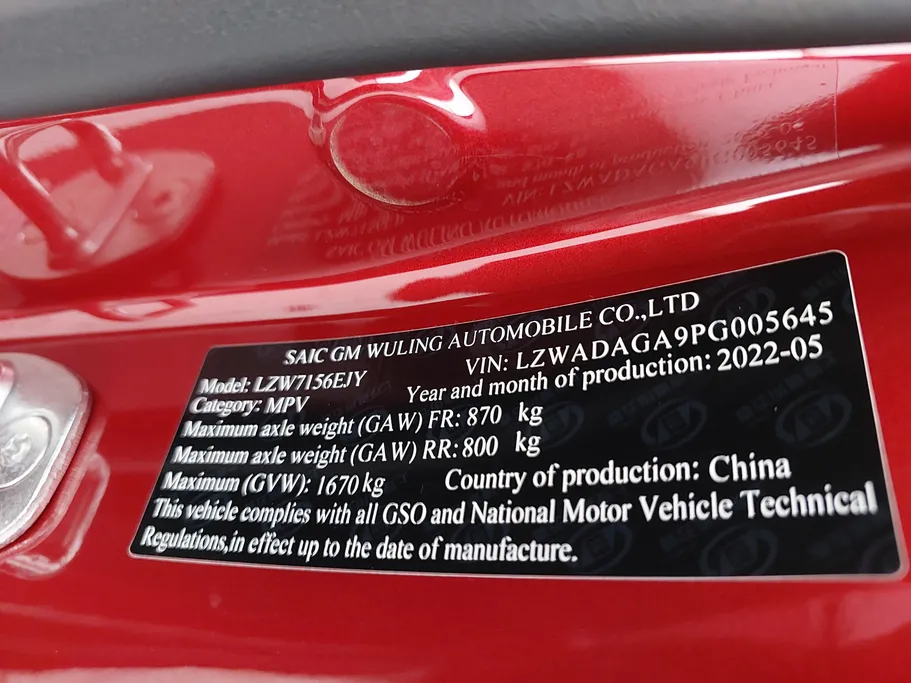 SAIC GM WULING AUTOMOBILE CO.,LTD
Model: LZW7156EJY VIN: LZWADAGA9PG005645
Category: MPV Year and month of production: 2022-05
Maximum axle weight (GAW) FR: 870 kg
Maximum axle weight (GAW) RR: 800 kg
Maximum (GVW): 1670 kg Country of production: China
This vehicle complies with all GSO and National Motor Vehicle Technical
Regulations,in effect up to the date of manufacture.